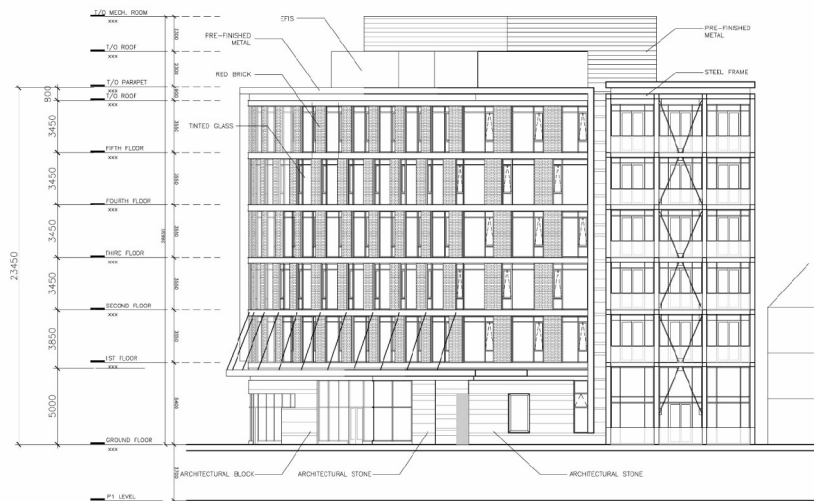 T/O MECH. ROOM
xxx
T/O ROOF
xxx
T/O PARAPET
xxx
T/O ROOF
xxx
FIFTH FLOOR
xxx
FOURTH FLOOR
xxx
THIRD FLOOR
xxx
SECOND FLOOR
xxx
1ST FLOOR
xxx
GROUND FLOOR
xxx
P1 LEVEL
800
3450
3450
3450
3450
3850
5000
23450
EFIS
PRE-FINISHED
METAL
RED BRICK
TINTED GLASS
PRE-FINISHED
METAL
STEEL FRAME
ARCHITECTURAL BLOCK
ARCHITECTURAL STONE
ARCHITECTURAL STONE